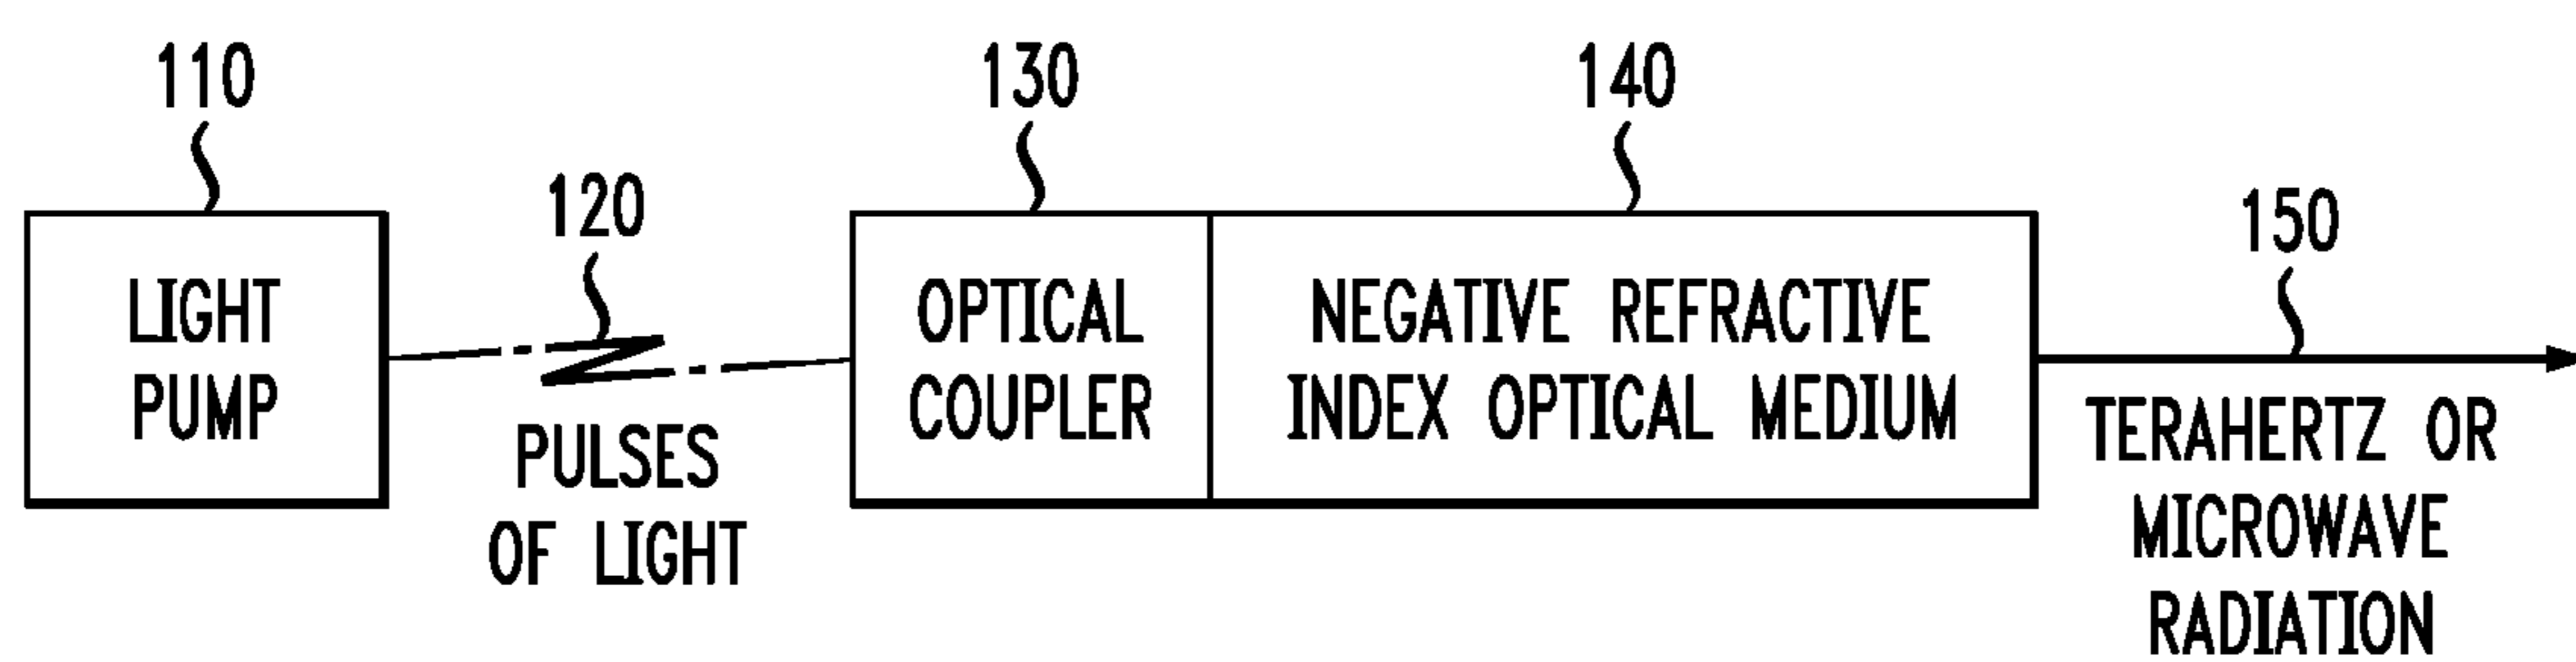 110
LIGHT
PUMP
120
PULSES
OF LIGHT
130
OPTICAL
COUPLER
140
NEGATIVE REFRACTIVE
INDEX OPTICAL MEDIUM
150
TERAHERTZ OR
MICROWAVE
RADIATION